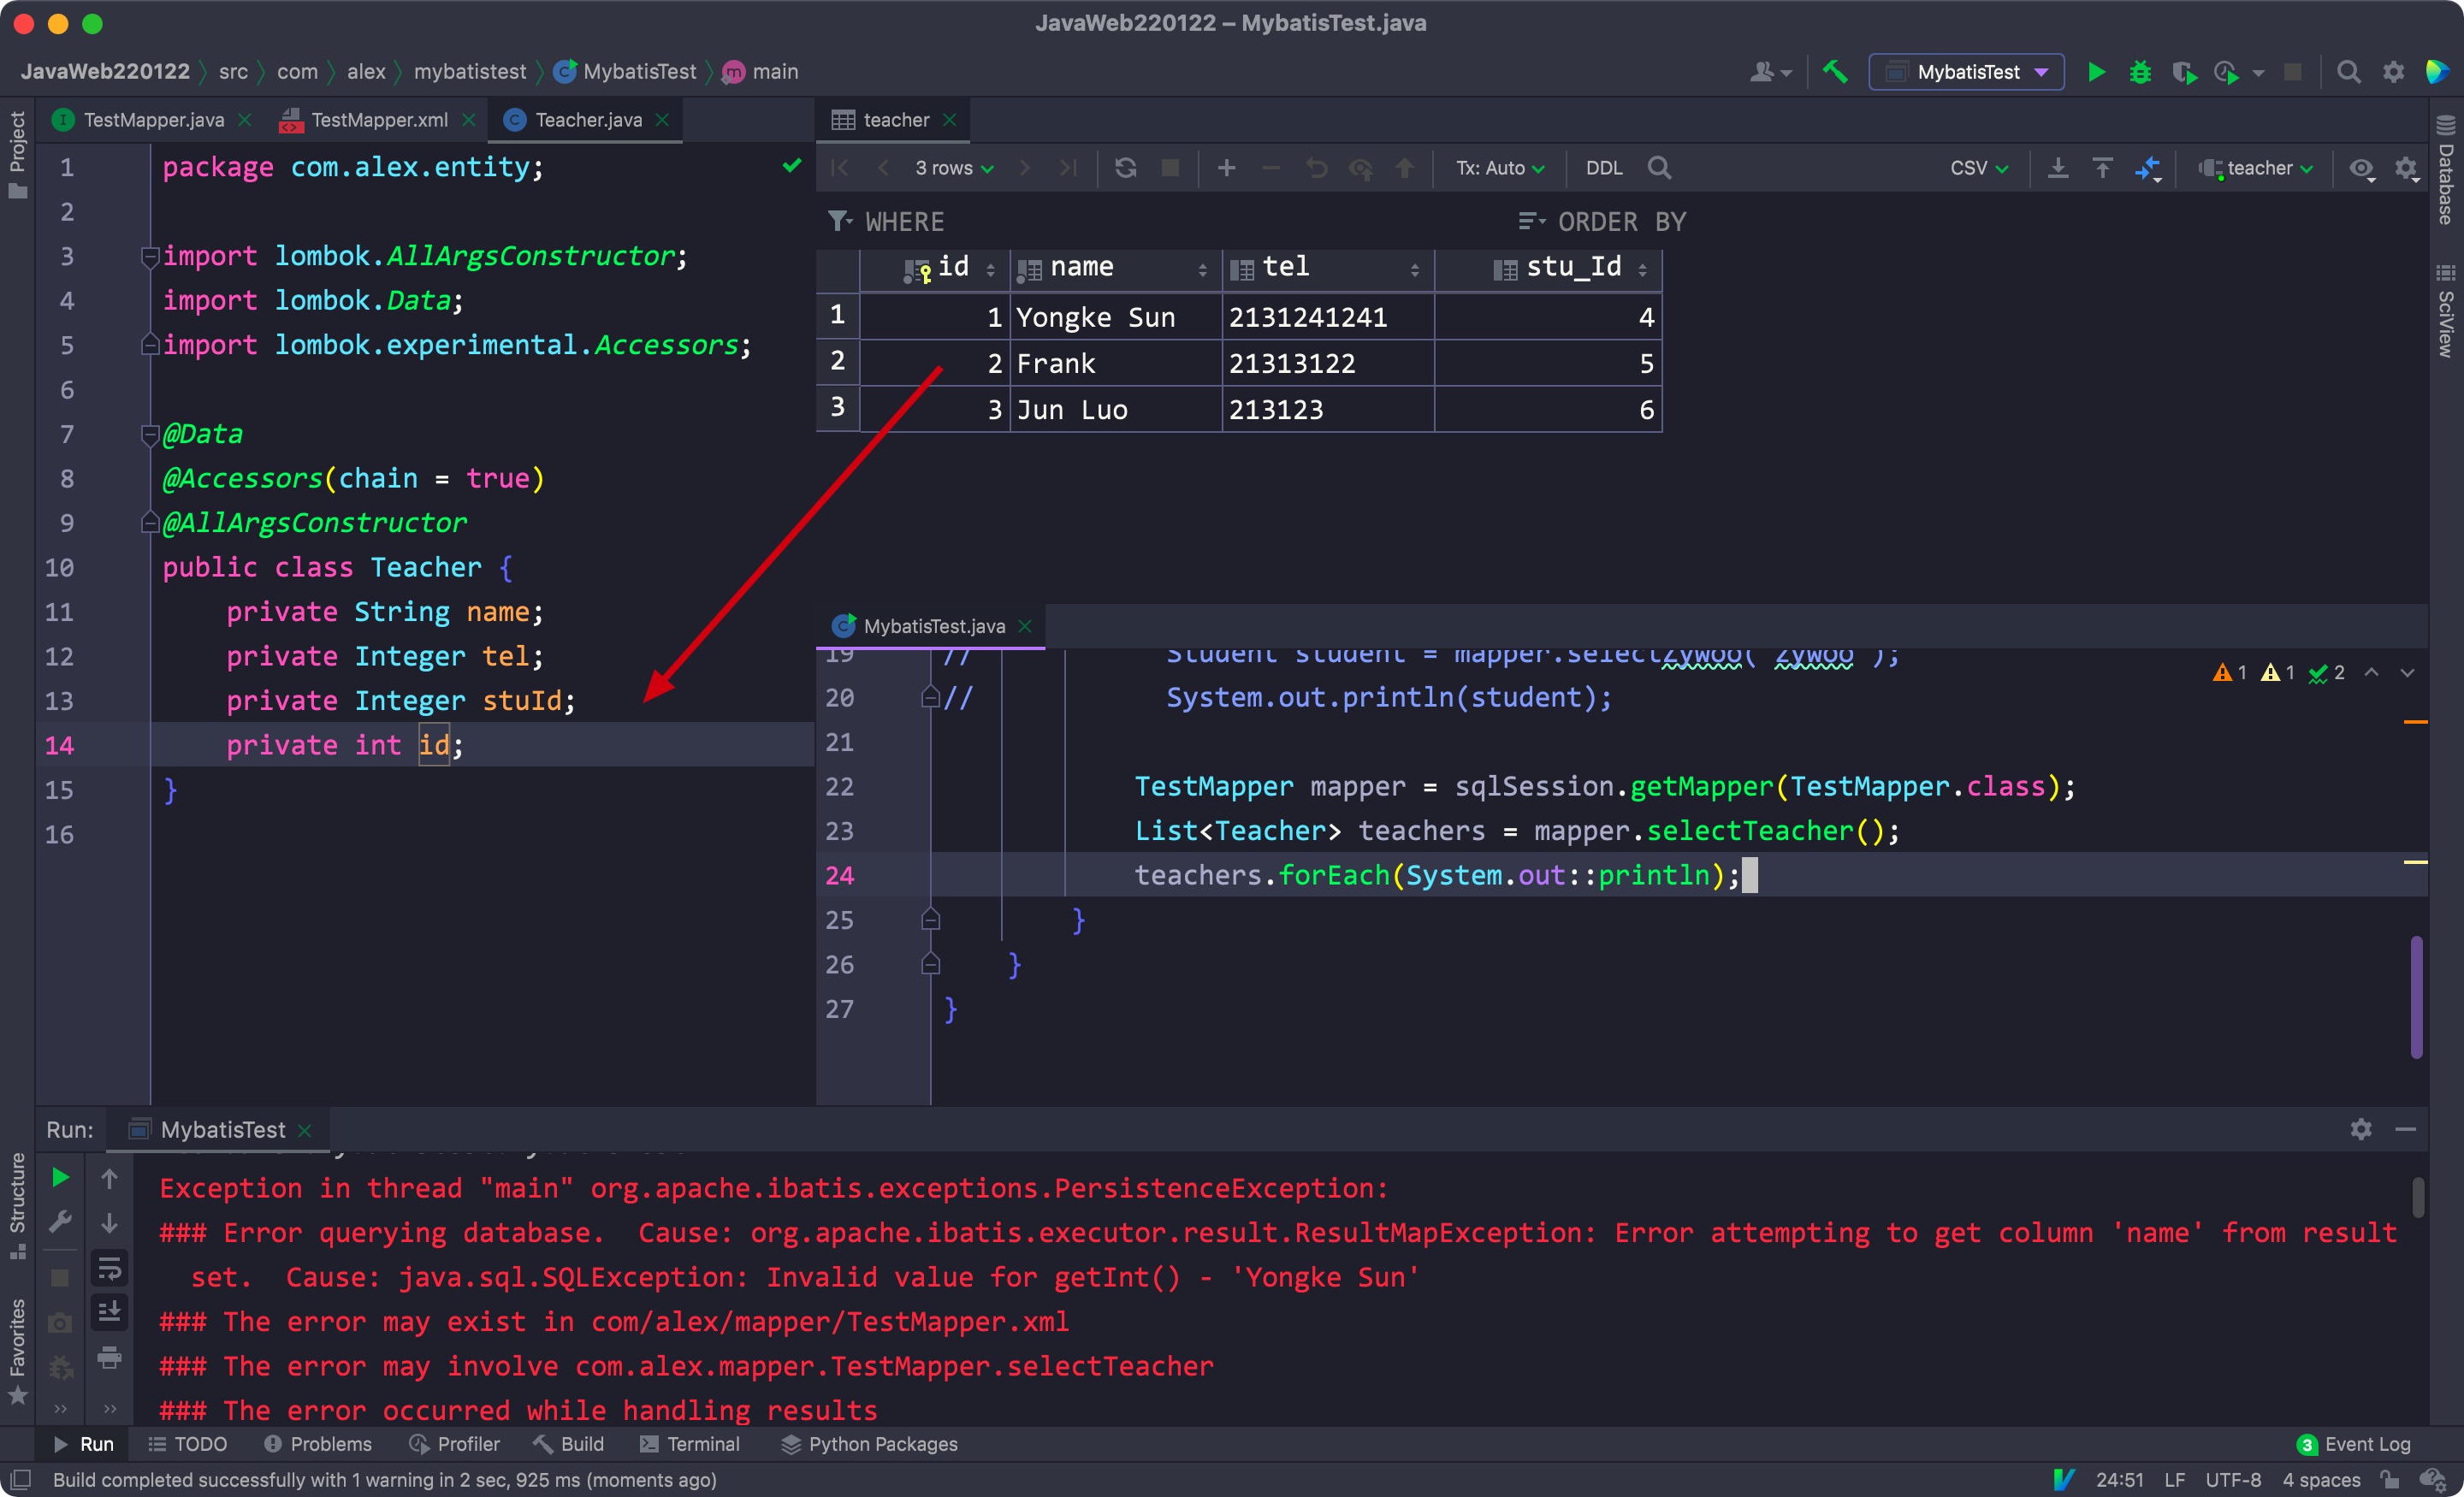 JavaWeb220122 – MybatisTest.java
JavaWeb220122 src com alex mybatistest MybatisTest main
MybatisTest
Project
TestMapper.java
TestMapper.xml
Teacher.java
1 package com.alex.entity;
2
3 import lombok.AllArgsConstructor;
4 import lombok.Data;
5 import lombok.experimental.Accessors;
6
7 @Data
8 @Accessors(chain = true)
9 @AllArgsConstructor
10 public class Teacher {
11 private String name;
12 private Integer tel;
13 private Integer stuId;
14 private int id;
15 }
16
teacher
3 rows Tx: Auto DDL CSV teacher
WHERE ORDER BY
id name tel stu_Id
1 1 Yongke Sun 2131241241 4
2 2 Frank 21313122 5
3 3 Jun Luo 213123 6
Database
SciView
MybatisTest.java
19 // Student student = mapper.selectZywoo( zywoo );
1 1 2
20 // System.out.println(student);
21
22 TestMapper mapper = sqlSession.getMapper(TestMapper.class);
23 List<Teacher> teachers = mapper.selectTeacher();
24 teachers.forEach(System.out::println);
25 }
26 }
27 }
Run: MybatisTest
Structure
Favorites
Exception in thread "main" org.apache.ibatis.exceptions.PersistenceException:
### Error querying database.  Cause: org.apache.ibatis.executor.result.ResultMapException: Error attempting to get column 'name' from result
set.  Cause: java.sql.SQLException: Invalid value for getInt() - 'Yongke Sun'
### The error may exist in com/alex/mapper/TestMapper.xml
### The error may involve com.alex.mapper.TestMapper.selectTeacher
### The error occurred while handling results
Run TODO Problems Profiler Build Terminal Python Packages 3 Event Log
Build completed successfully with 1 warning in 2 sec, 925 ms (moments ago) 24:51 LF UTF-8 4 spaces